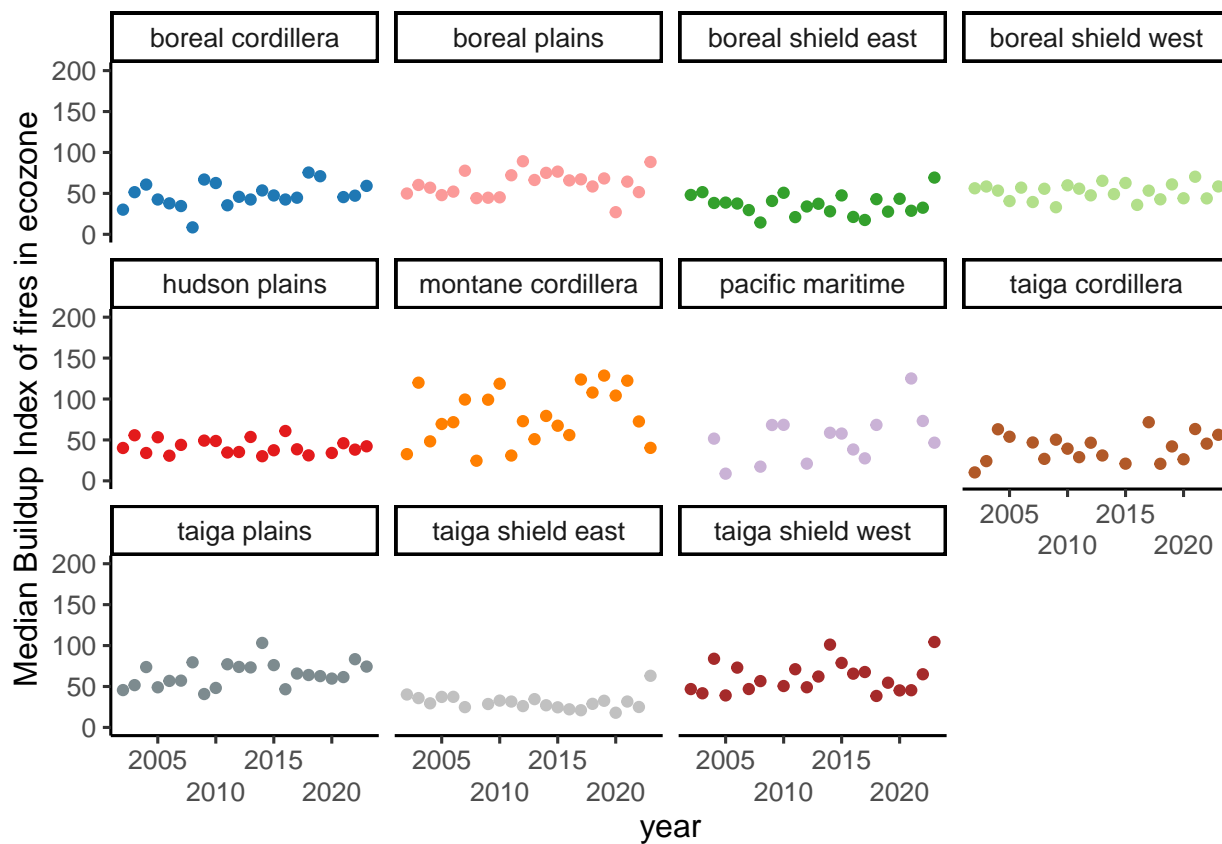 boreal cordillera boreal plains boreal shield east boreal shield west
200
150
100
50
0
hudson plains montane cordillera pacific maritime taiga cordillera
200
150
100
50
0
2005 2015
2010 2020
taiga plains taiga shield east taiga shield west
200
150
100
50
0
2005 2015 2005 2015 2005 2015
2010 2020 2010 2020 2010 2020
year
Median Buildup Index of fires in ecozone